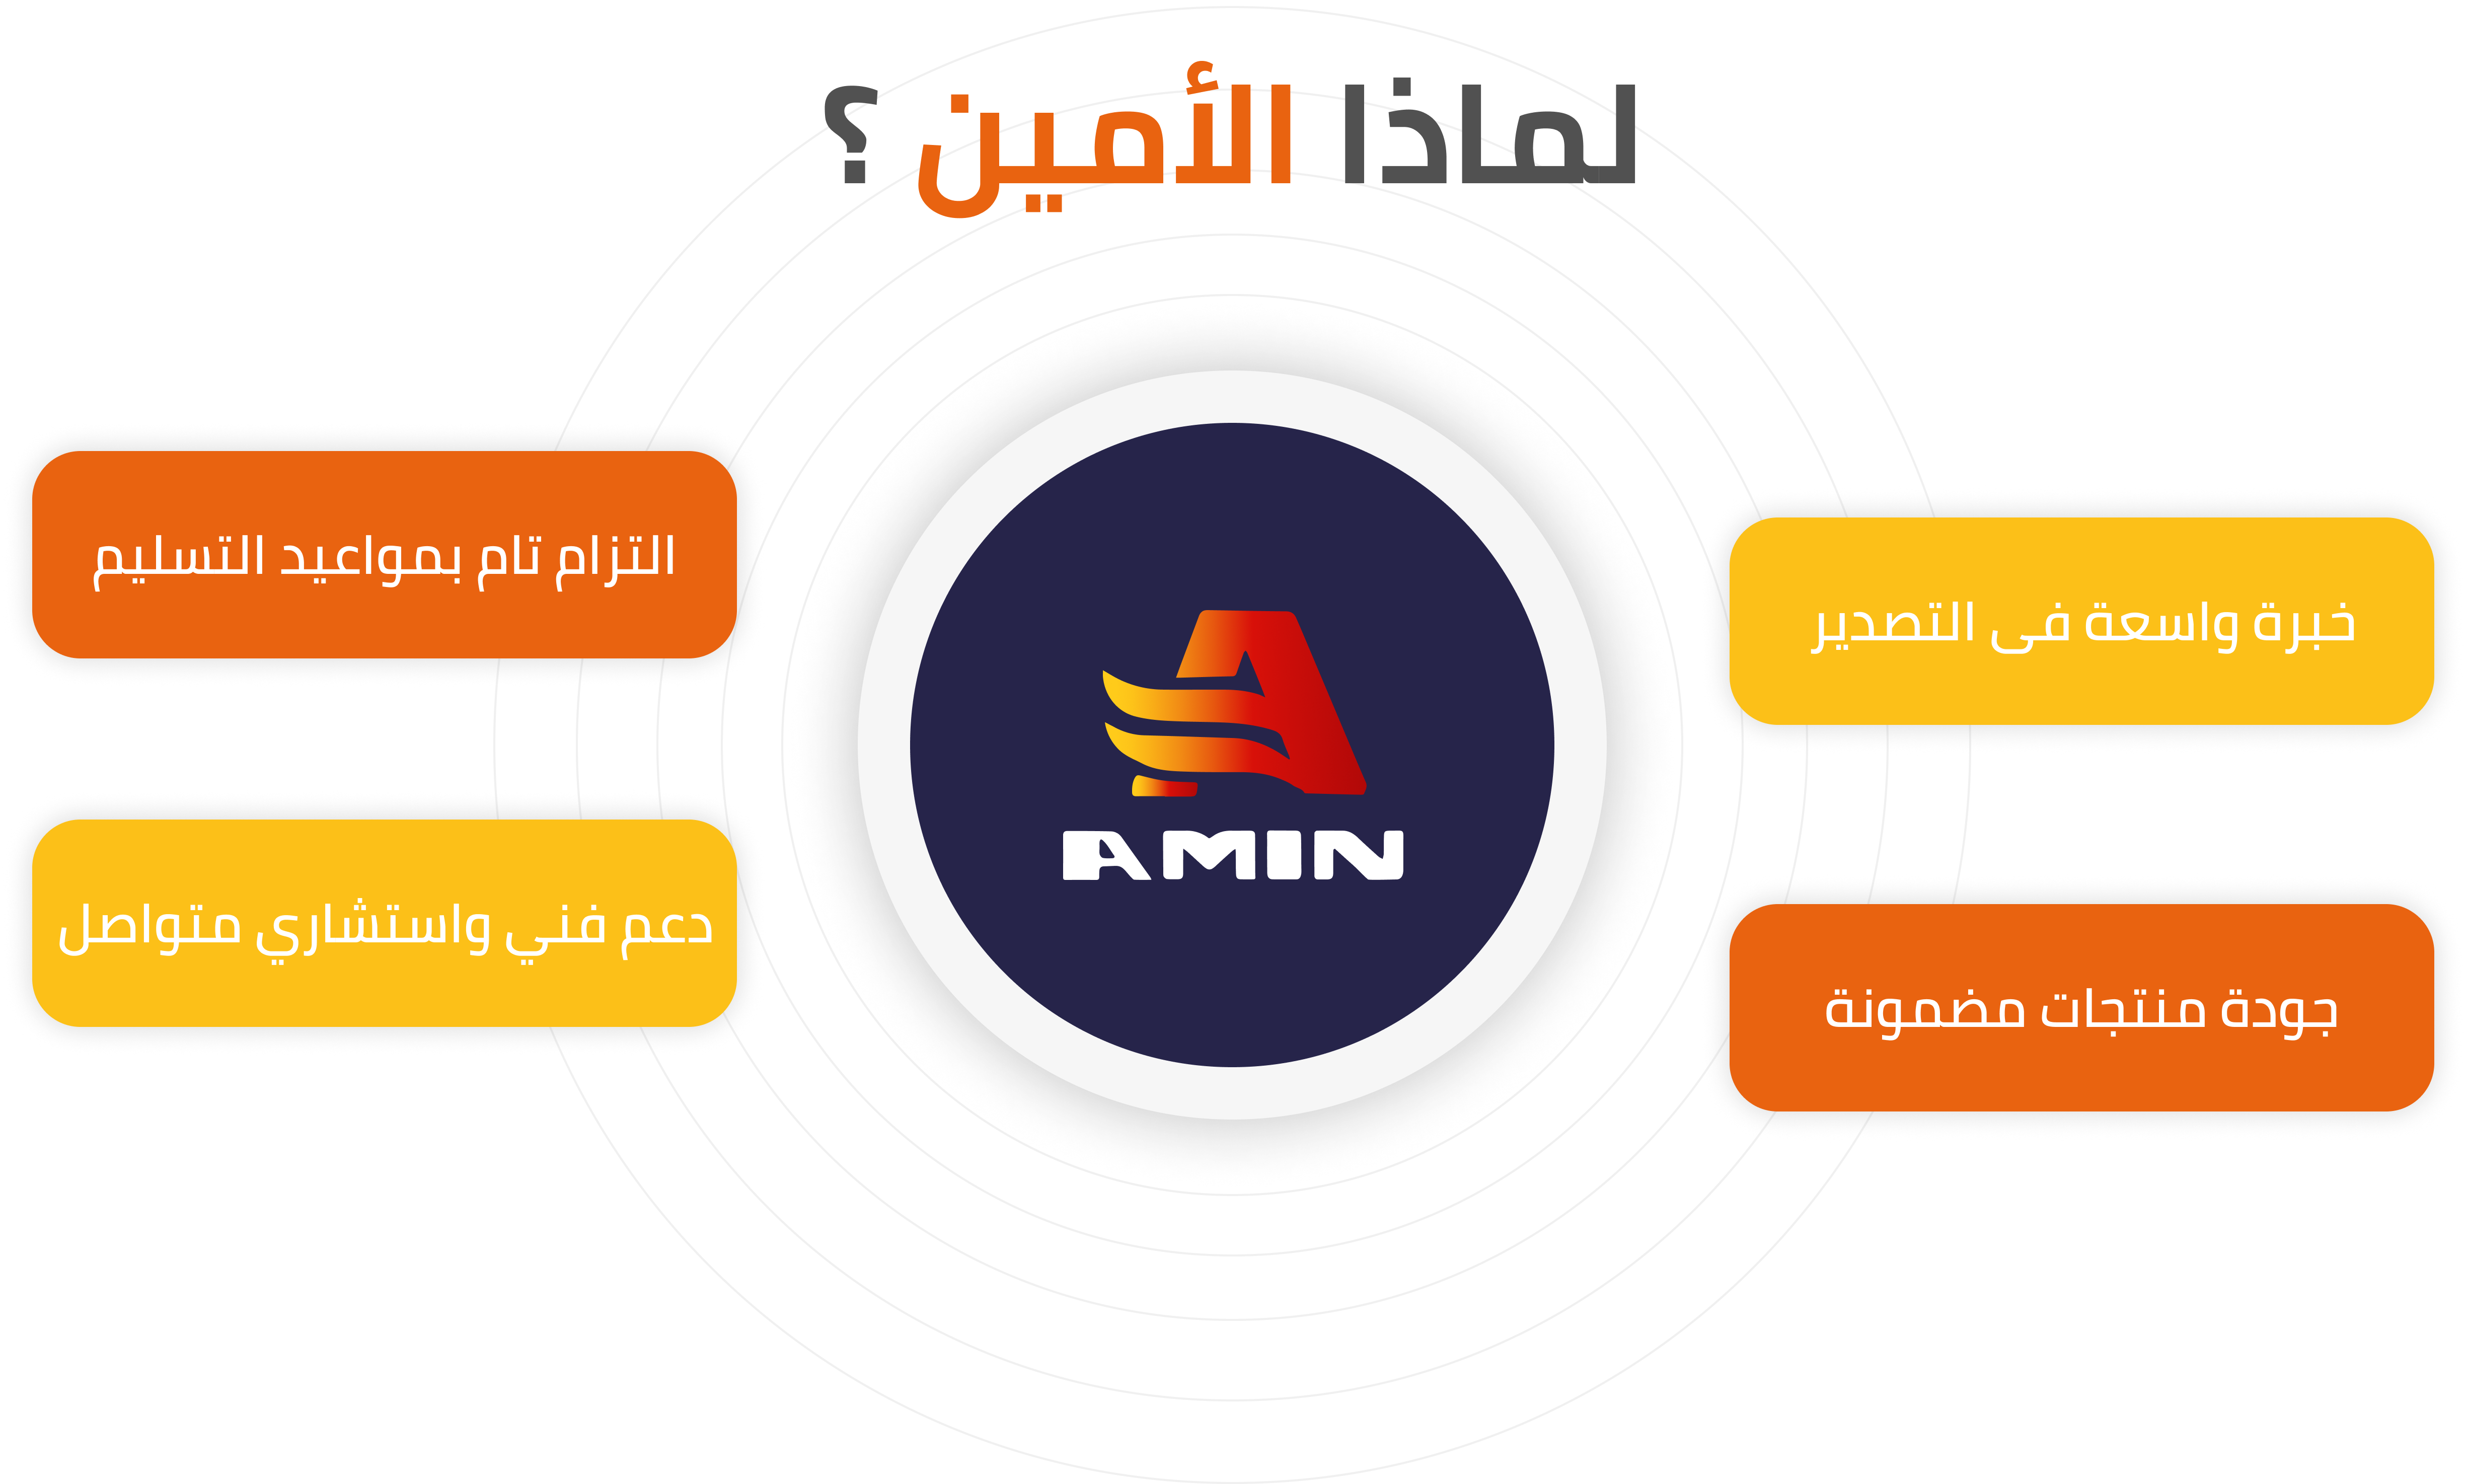 لماذا الأمين ؟
خبرة واسعة فى التصدير
جودة منتجات مضمونة
التزام تام بمواعيد التسليم
دعم فني واستشاري متواصل
AMIN